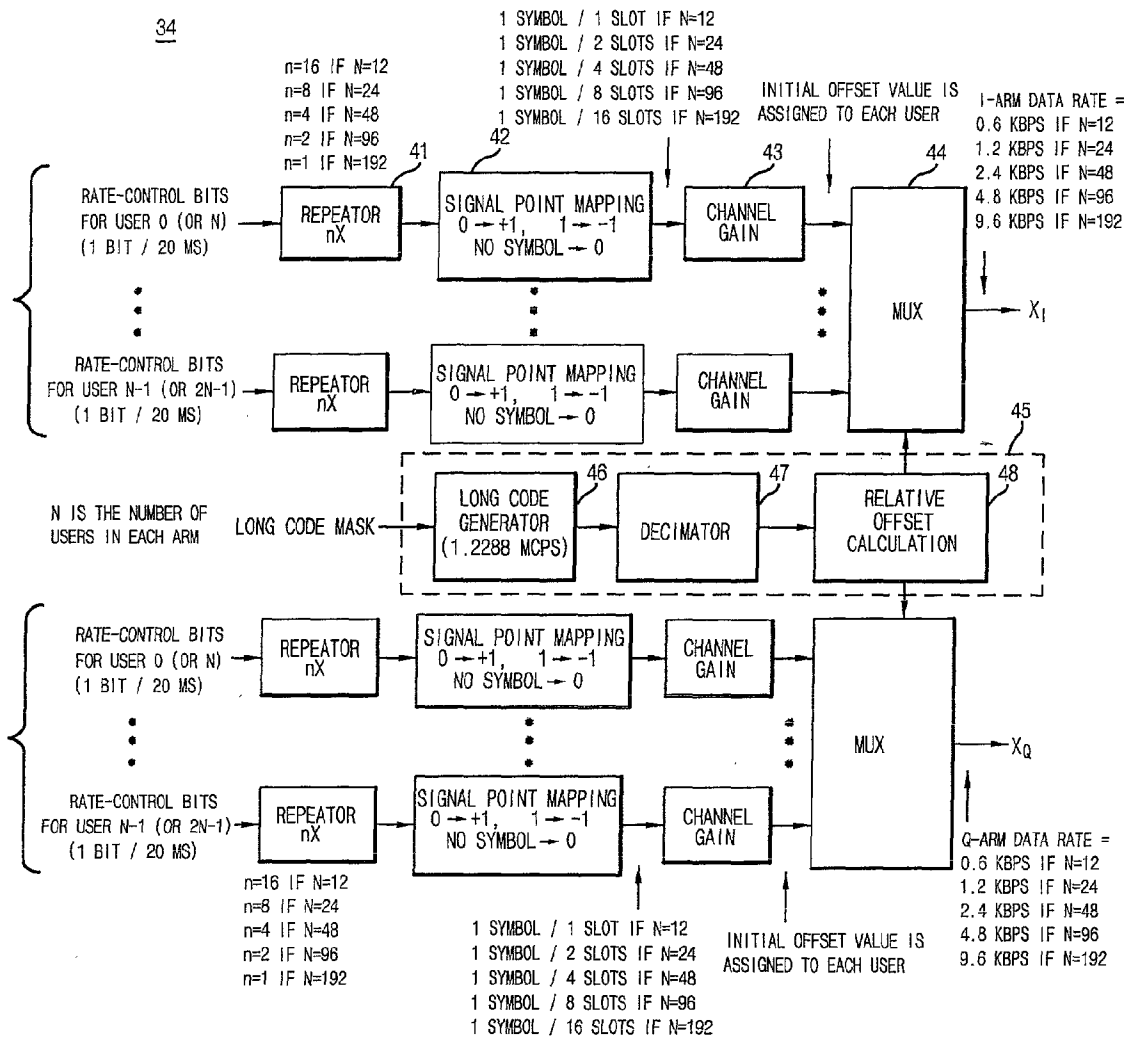 34
1 SYMBOL / 1 SLOT IF N=12
1 SYMBOL / 2 SLOTS IF N=24
1 SYMBOL / 4 SLOTS IF N=48
1 SYMBOL / 8 SLOTS IF N=96
1 SYMBOL / 16 SLOTS IF N=192
n=16 IF N=12
n=8 IF N=24
n=4 IF N=48
n=2 IF N=96
n=1 IF N=192
INITIAL OFFSET VALUE IS
ASSIGNED TO EACH USER
I-ARM DATA RATE =
0.6 KBPS IF N=12
1.2 KBPS IF N=24
2.4 KBPS IF N=48
4.8 KBPS IF N=96
9.6 KBPS IF N=192
41
42
43
44
RATE-CONTROL BITS
FOR USER 0 (OR N)
(1 BIT / 20 MS)
REPEATOR
nX
SIGNAL POINT MAPPING
0 → +1, 1 → -1
NO SYMBOL → 0
CHANNEL
GAIN
MUX
XI
RATE-CONTROL BITS
FOR USER N-1 (OR 2N-1)
(1 BIT / 20 MS)
REPEATOR
nX
SIGNAL POINT MAPPING
0 → +1, 1 → -1
NO SYMBOL → 0
CHANNEL
GAIN
45
N IS THE NUMBER OF
USERS IN EACH ARM
LONG CODE MASK
LONG CODE
GENERATOR
(1.2288 MCPS)
46
DECIMATOR
47
RELATIVE
OFFSET
CALCULATION
48
RATE-CONTROL BITS
FOR USER 0 (OR N)
(1 BIT / 20 MS)
REPEATOR
nX
SIGNAL POINT MAPPING
0 → +1, 1 → -1
NO SYMBOL → 0
CHANNEL
GAIN
MUX
XQ
RATE-CONTROL BITS
FOR USER N-1 (OR 2N-1)
(1 BIT / 20 MS)
REPEATOR
nX
SIGNAL POINT MAPPING
0 → +1, 1 → -1
NO SYMBOL → 0
CHANNEL
GAIN
n=16 IF N=12
n=8 IF N=24
n=4 IF N=48
n=2 IF N=96
n=1 IF N=192
1 SYMBOL / 1 SLOT IF N=12
1 SYMBOL / 2 SLOTS IF N=24
1 SYMBOL / 4 SLOTS IF N=48
1 SYMBOL / 8 SLOTS IF N=96
1 SYMBOL / 16 SLOTS IF N=192
INITIAL OFFSET VALUE IS
ASSIGNED TO EACH USER
Q-ARM DATA RATE =
0.6 KBPS IF N=12
1.2 KBPS IF N=24
2.4 KBPS IF N=48
4.8 KBPS IF N=96
9.6 KBPS IF N=192